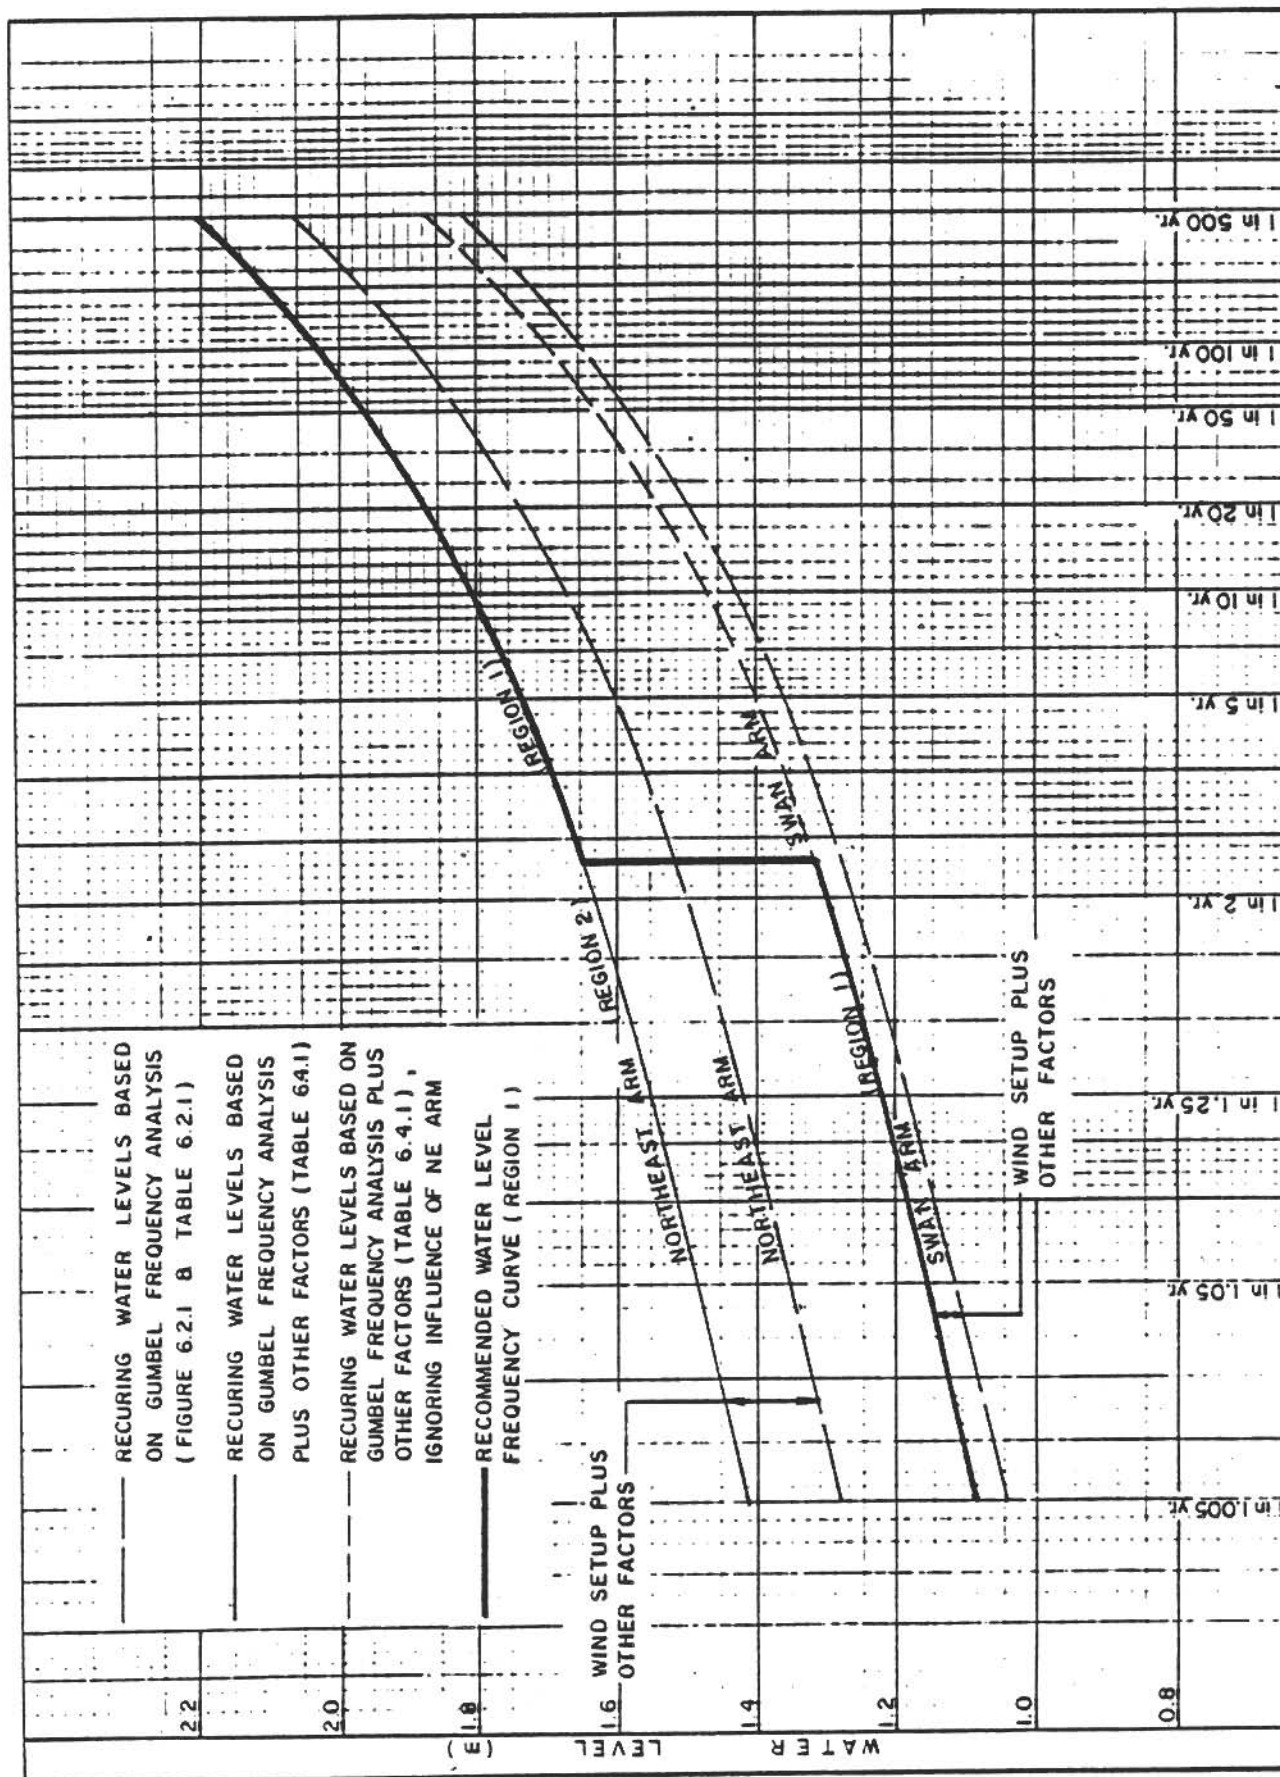 RECURING WATER LEVELS BASED
ON GUMBEL FREQUENCY ANALYSIS
(FIGURE 6.2.1 & TABLE 6.2.1)
RECURING WATER LEVELS BASED
ON GUMBEL FREQUENCY ANALYSIS
PLUS OTHER FACTORS (TABLE 6.4.1)
RECURING WATER LEVELS BASED ON
GUMBEL FREQUENCY ANALYSIS PLUS
OTHER FACTORS (TABLE 6.4.1),
IGNORING INFLUENCE OF NE ARM
RECOMMENDED WATER LEVEL
FREQUENCY CURVE (REGION 1)
WIND SETUP PLUS
OTHER FACTORS
NORTHEAST ARM
(REGION 2)
(REGION 1)
NORTHEAST ARM
SWAN ARM
(REGION 1)
SWAN ARM
WIND SETUP PLUS
OTHER FACTORS
WATER LEVEL (m)
2.2
2.0
1.8
1.6
1.4
1.2
1.0
0.8
1 in 1.005 yr.
1 in 1.05 yr.
1 in 1.25 yr.
1 in 2 yr.
1 in 5 yr.
1 in 10 yr.
1 in 20 yr.
1 in 50 yr.
1 in 100 yr.
1 in 500 yr.